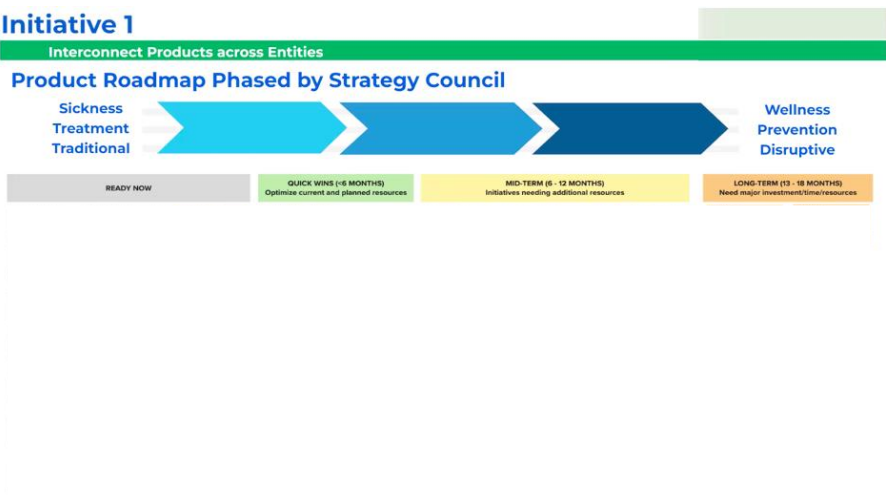 Initiative 1
Interconnect Products across Entities
Product Roadmap Phased by Strategy Council
Sickness
Treatment
Traditional
Wellness
Prevention
Disruptive
READY NOW
QUICK WINS (<6 MONTHS)
Optimize current and planned resources
MID-TERM (6 - 12 MONTHS)
Initiatives needing additional resources
LONG-TERM (13 - 18 MONTHS)
Need major investment/time/resources